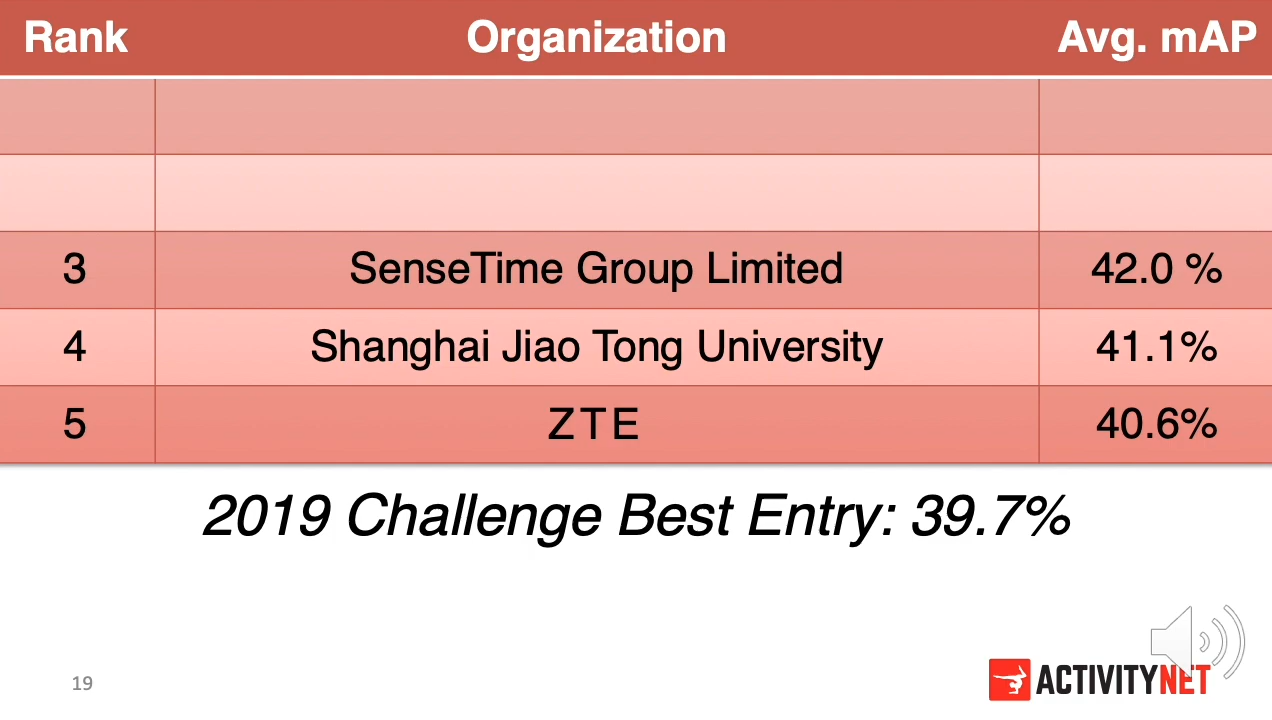 Rank Organization Avg. mAP
3 SenseTime Group Limited 42.0 %
4 Shanghai Jiao Tong University 41.1%
5 ZTE 40.6%
2019 Challenge Best Entry: 39.7%
19
ACTIVITYNET